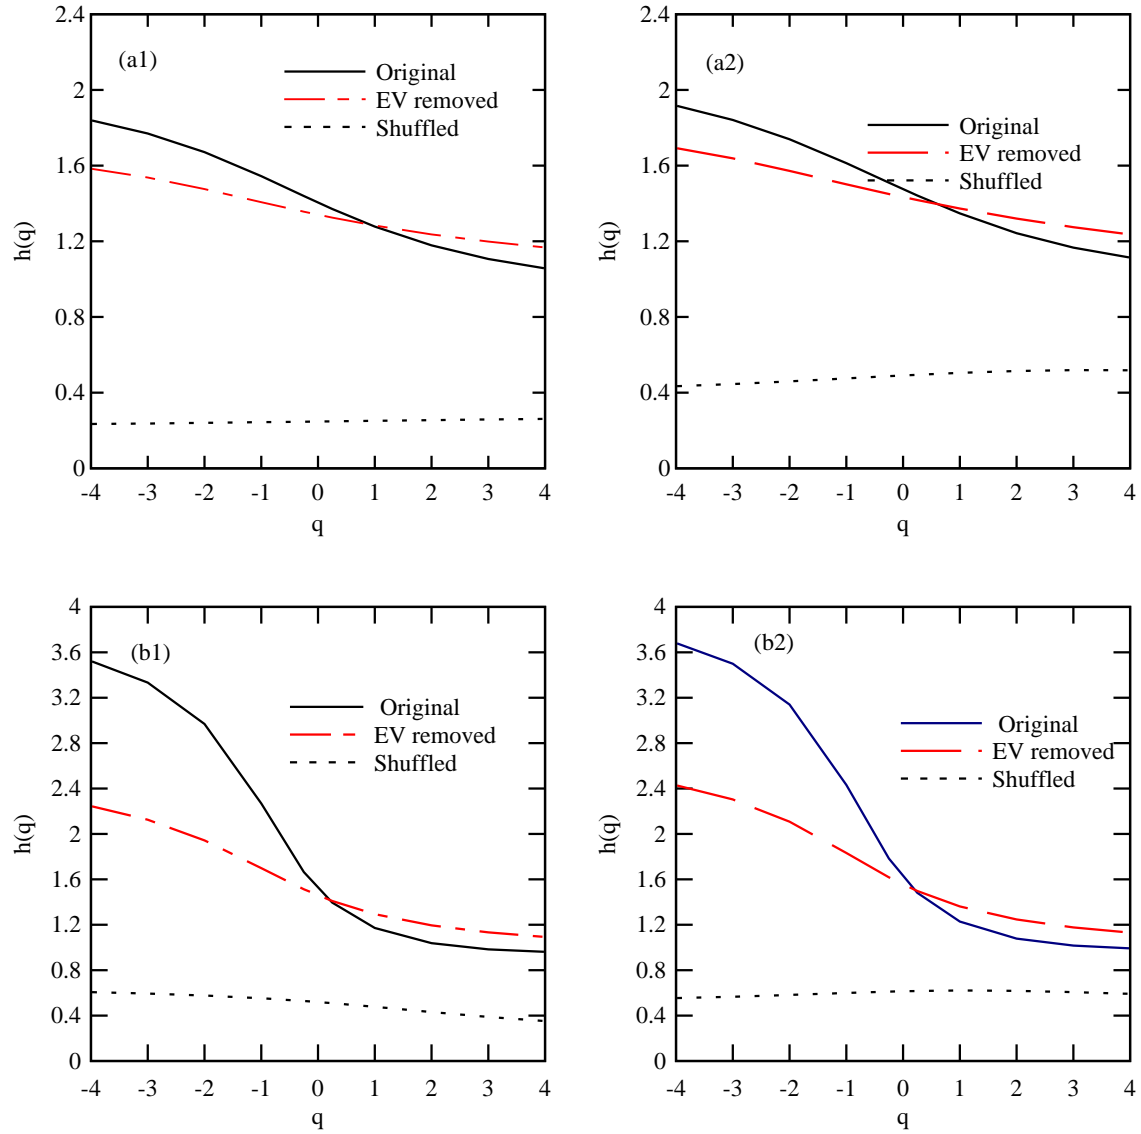 2.4
2
1.6
1.2
0.8
0.4
0
h(q)
(a1)
Original
EV removed
Shuffled
-4 -3 -2 -1 0 1 2 3 4
q
2.4
2
1.6
1.2
0.8
0.4
0
h(q)
(a2)
Original
EV removed
Shuffled
-4 -3 -2 -1 0 1 2 3 4
q
4
3.6
3.2
2.8
2.4
2
1.6
1.2
0.8
0.4
0
h(q)
(b1)
Original
EV removed
Shuffled
-4 -3 -2 -1 0 1 2 3 4
q
4
3.6
3.2
2.8
2.4
2
1.6
1.2
0.8
0.4
0
h(q)
(b2)
Original
EV removed
Shuffled
-4 -3 -2 -1 0 1 2 3 4
q